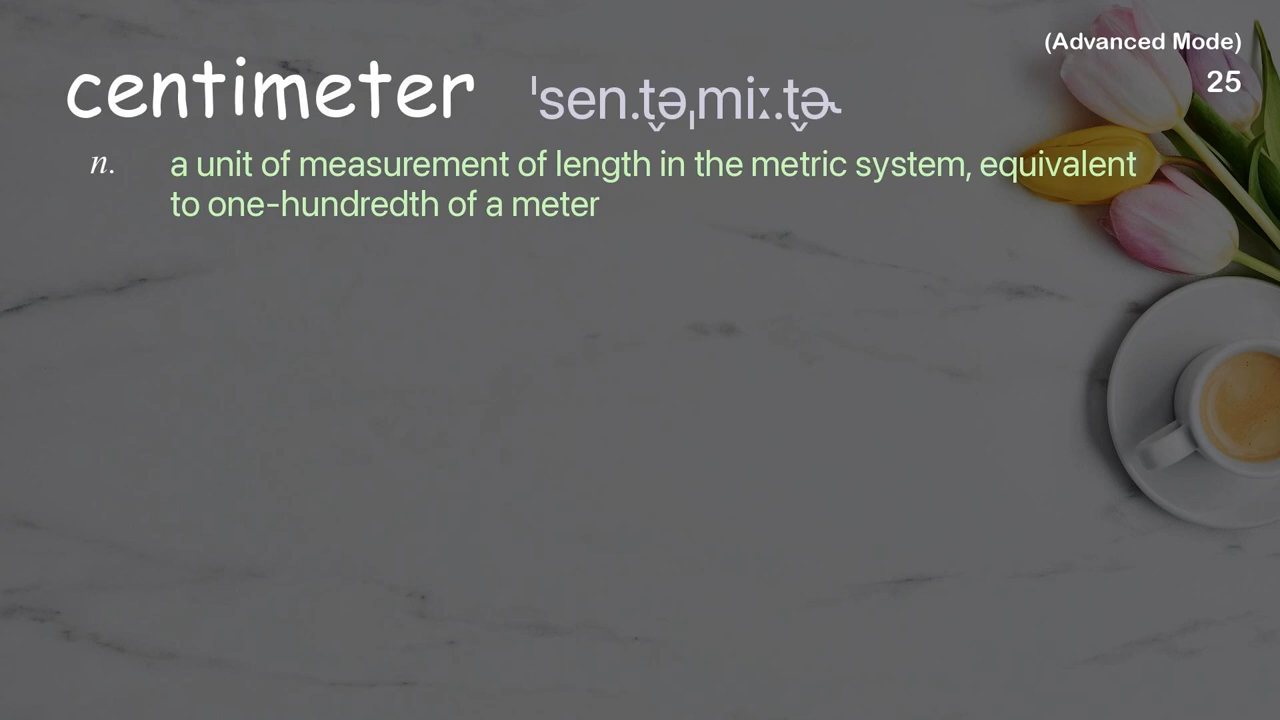 (Advanced Mode)
centimeter ˈsen.t̬əˌmiː.t̬ɚ
25
n. a unit of measurement of length in the metric system, equivalent
to one-hundredth of a meter